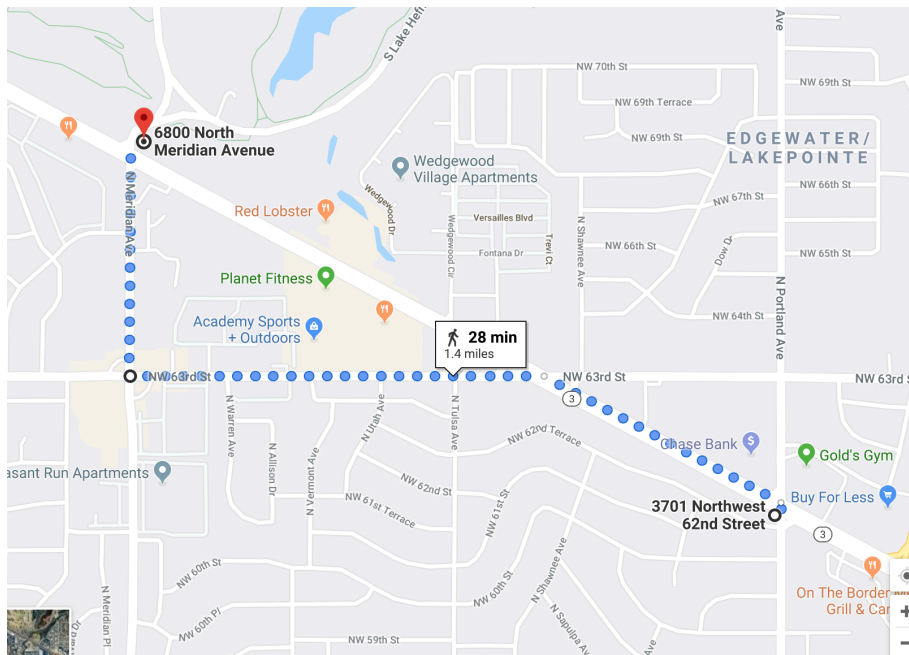 Ave
S Lake Hefn
NW 70th St
NW 69th St
NW 69th Terrace
6800 North
Meridian Avenue
NW 69th St
EDGEWATER/
LAKEPOINTE
Wedgewood
Village Apartments
NW 66th St
N Meridian Ave
Wedgewood Dr
NW 67th St
Red Lobster
Versailles Blvd
Wedgewood Cir
Trevi Ct
N Shawnee Ave
NW 66th St
Dow D
NW 65th St
Fontana Dr
Planet Fitness
N Portland Ave
NW 64th St
Academy Sports
+ Outdoors
28 min
1.4 miles
NW 63rd St
NW 63rd St
NW 63rd S
3
N Warren Ave
N Utah Ave
N Tulsa Ave
NW 62nd Terrace
Chase Bank
$
Gold's Gym
N Allison Dr
N Vermont Ave
asant Run Apartments
NW 62nd St
NW 61st St
NW 61st Terrace
Buy For Less
3701 Northwest
62nd Street
3
NW 60th St
N Shawnee Ave
NW 60th St
On The Border
Grill & Can
N Meridian Pl
NW 60th Pl
N Sapulpa Av
NW 59th St
+
−